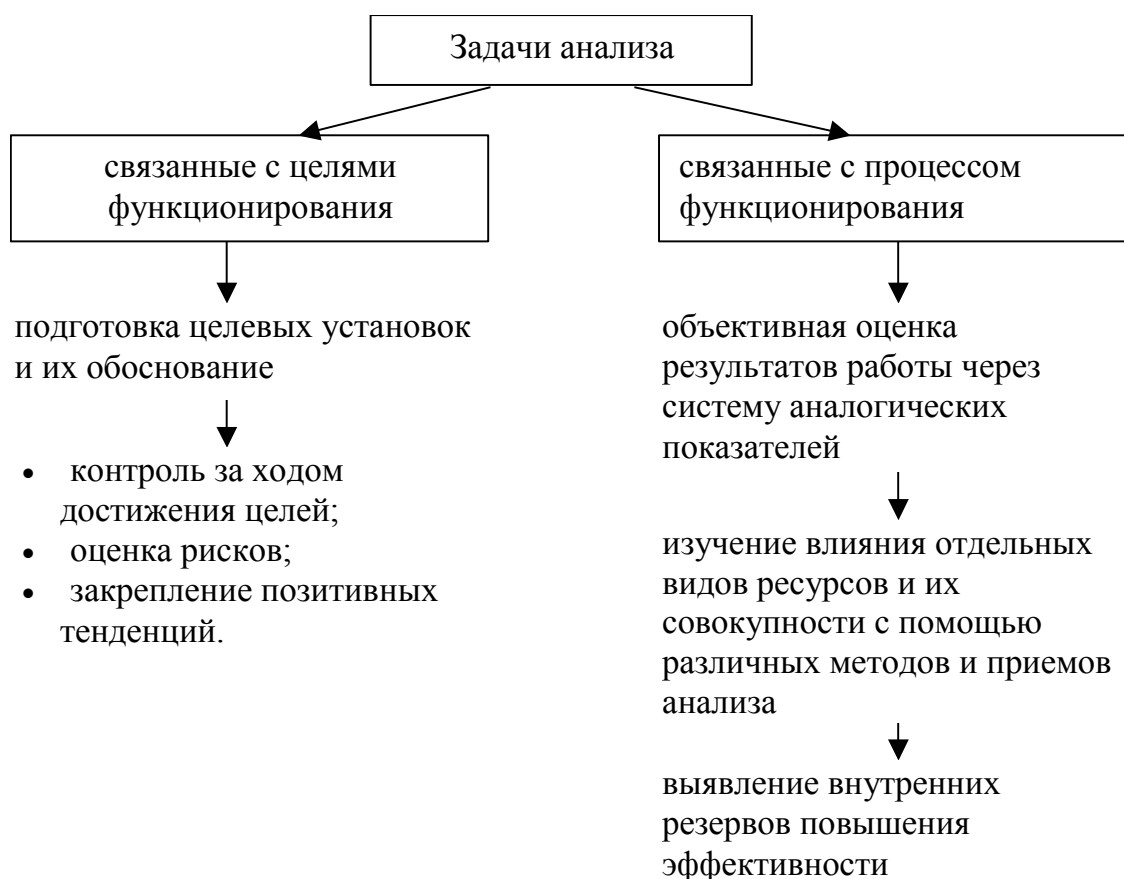 Задачи анализа
связанные с целями
функционирования
подготовка целевых установок
и их обоснование
• контроль за ходом
достижения целей;
• оценка рисков;
• закрепление позитивных
тенденций.
связанные с процессом
функционирования
объективная оценка
результатов работы через
систему аналогических
показателей
изучение влияния отдельных
видов ресурсов и их
совокупности с помощью
различных методов и приемов
анализа
выявление внутренних
резервов повышения
эффективности